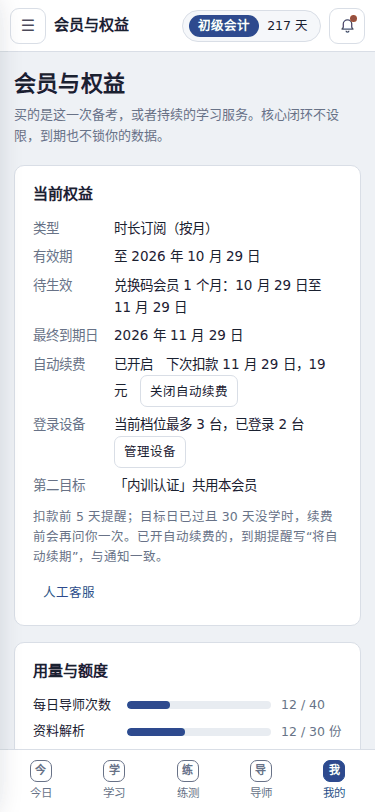 会员与权益
初级会计 217 天
会员与权益
买的是这一次备考，或者持续的学习服务。核心闭环不设
限，到期也不锁你的数据。
当前权益
类型 时长订阅（按月）
有效期 至 2026 年 10 月 29 日
待生效 兑换码会员 1 个月：10 月 29 日至
11 月 29 日
最终到期日 2026 年 11 月 29 日
自动续费 已开启 下次扣款 11 月 29 日，19
元 关闭自动续费
登录设备 当前档位最多 3 台，已登录 2 台
管理设备
第二目标 「内训认证」共用本会员
扣款前 5 天提醒；目标日已过且 30 天没学时，续费
前会再问你一次。已开自动续费的，到期提醒写“将自
动续期”，与通知一致。
人工客服
用量与额度
每日导师次数 12 / 40
资料解析 12 / 30 份
今 学 练 导 我
今日 学习 练测 导师 我的